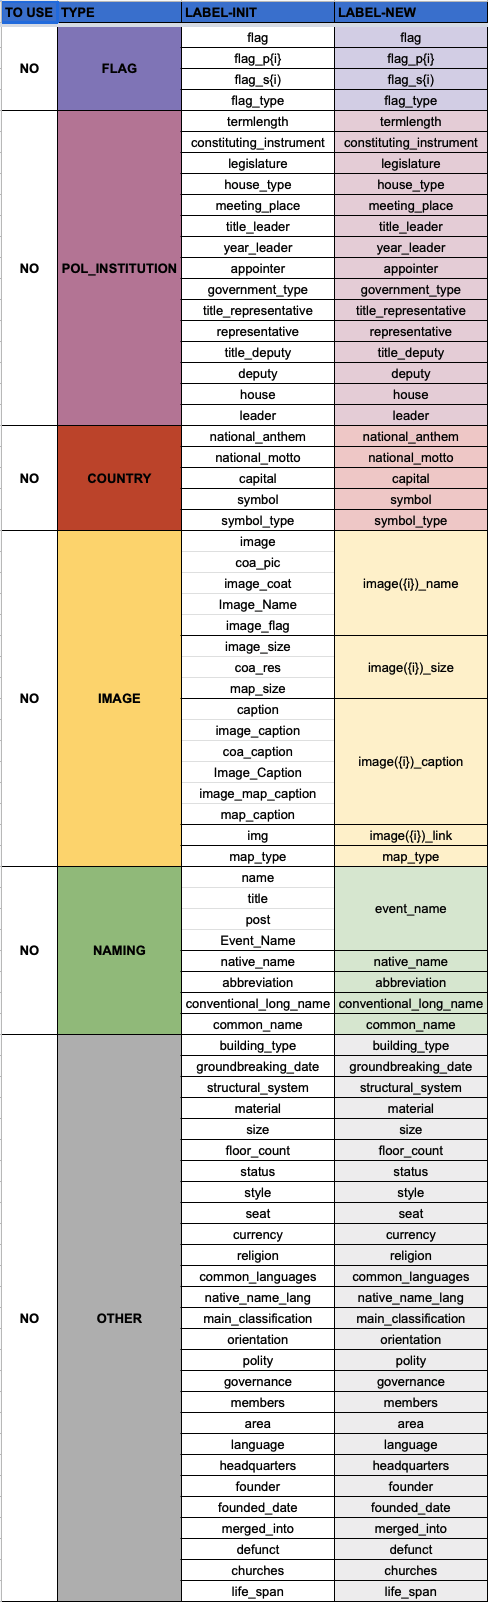 TO USE TYPE LABEL-INIT LABEL-NEW
flag flag
flag_p{i} flag_p{i}
NO FLAG
flag_s{i) flag_s{i)
flag_type flag_type
termlength termlength
constituting_instrument constituting_instrument
legislature legislature
house_type house_type
meeting_place meeting_place
title_leader title_leader
year_leader year_leader
NO POL_INSTITUTION appointer appointer
government_type government_type
title_representative title_representative
representative representative
title_deputy title_deputy
deputy deputy
house house
leader leader
national_anthem national_anthem
national_motto national_motto
NO COUNTRY capital capital
symbol symbol
symbol_type symbol_type
image
coa_pic
image_coat image({i})_name
Image_Name
image_flag
image_size
coa_res image({i})_size
map_size
NO IMAGE
caption
image_caption
coa_caption
image({i})_caption
Image_Caption
image_map_caption
map_caption
img image({i})_link
map_type map_type
name
title
event_name
post
Event_Name
NO NAMING
native_name native_name
abbreviation abbreviation
conventional_long_name conventional_long_name
common_name common_name
building_type building_type
groundbreaking_date groundbreaking_date
structural_system structural_system
material material
size size
floor_count floor_count
status status
style style
seat seat
currency currency
religion religion
common_languages common_languages
native_name_lang native_name_lang
NO OTHER main_classification main_classification
orientation orientation
polity polity
governance governance
members members
area area
language language
headquarters headquarters
founder founder
founded_date founded_date
merged_into merged_into
defunct defunct
churches churches
life_span life_span